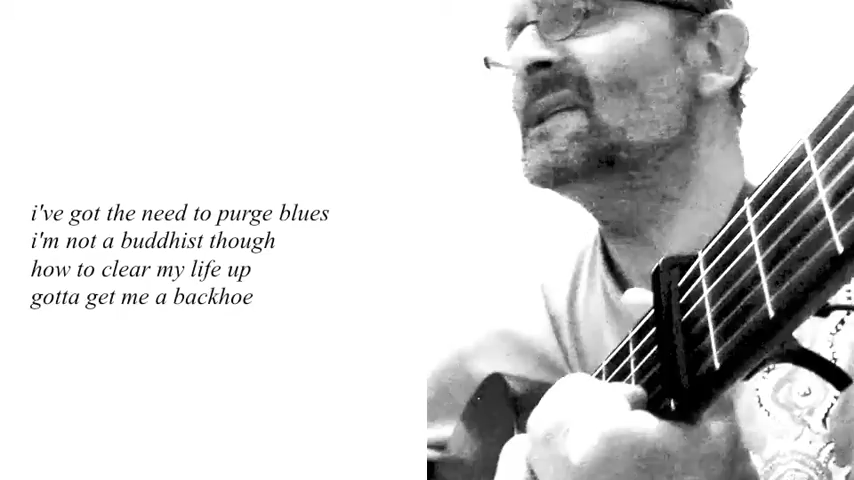 i've got the need to purge blues
i'm not a buddhist though
how to clear my life up
gotta get me a backhoe